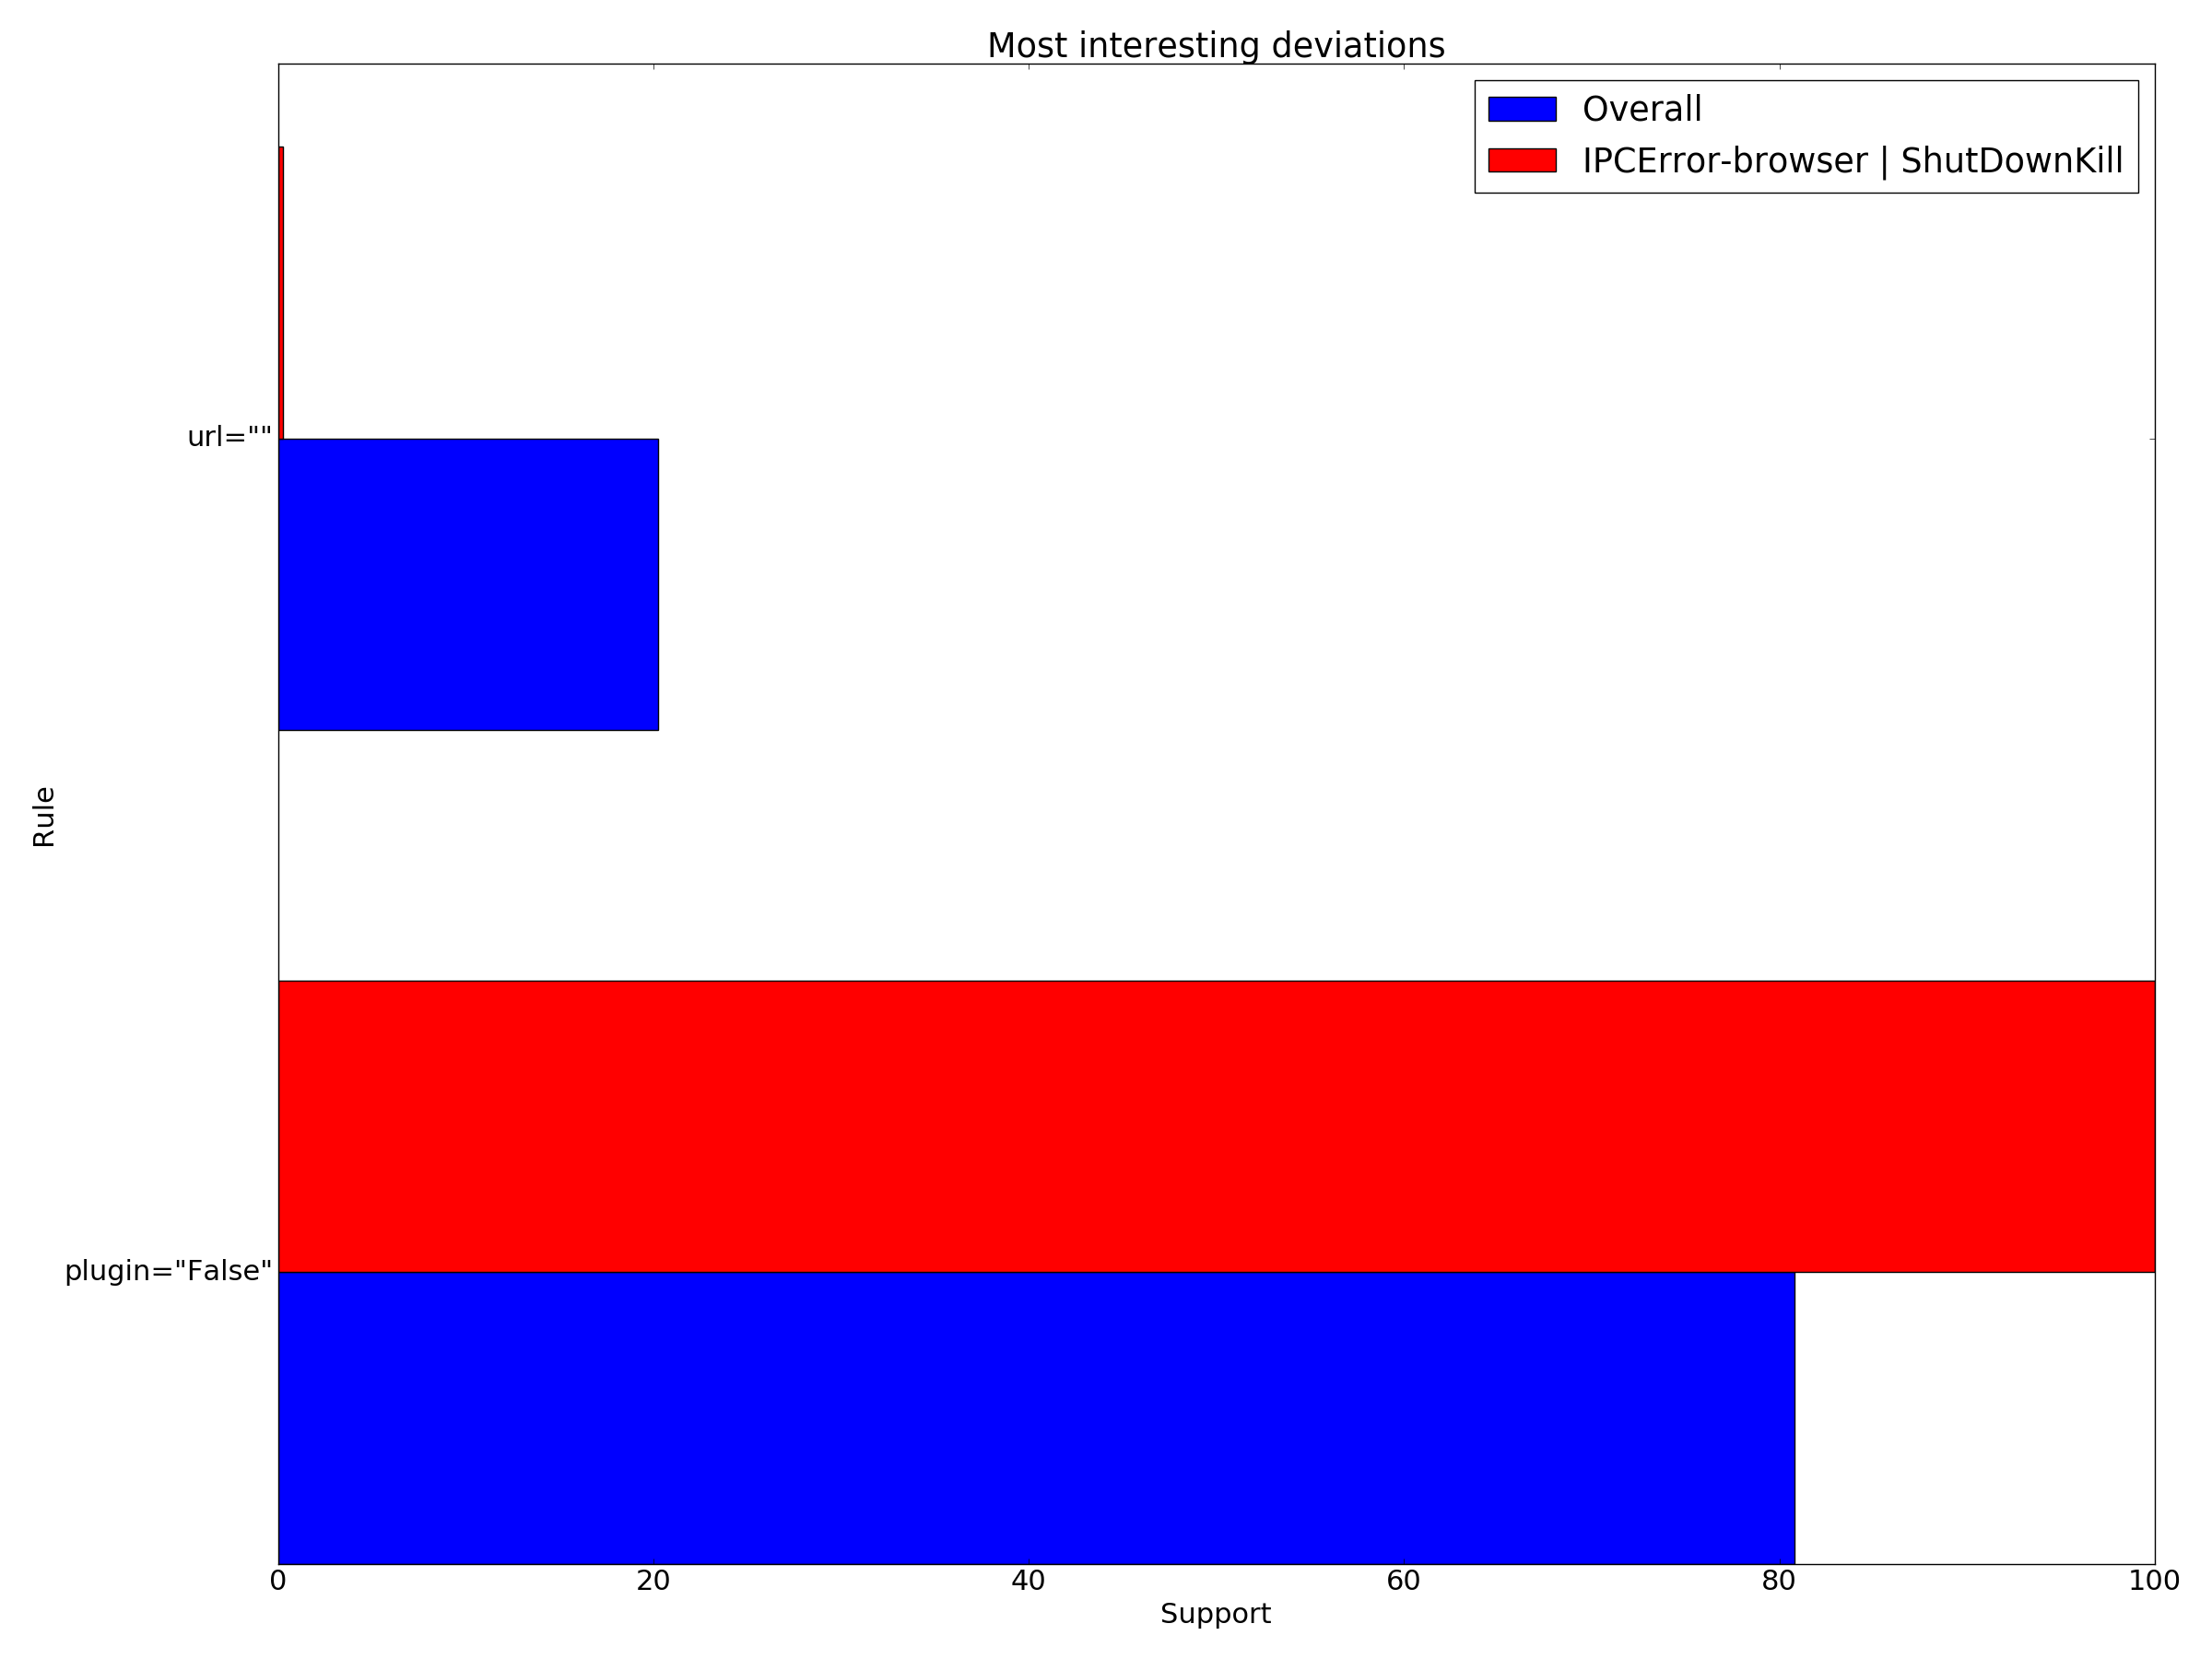 Most interesting deviations
Overall
IPCError-browser | ShutDownKill
url=""
Rule
plugin="False"
0 20 40 60 80 100
Support